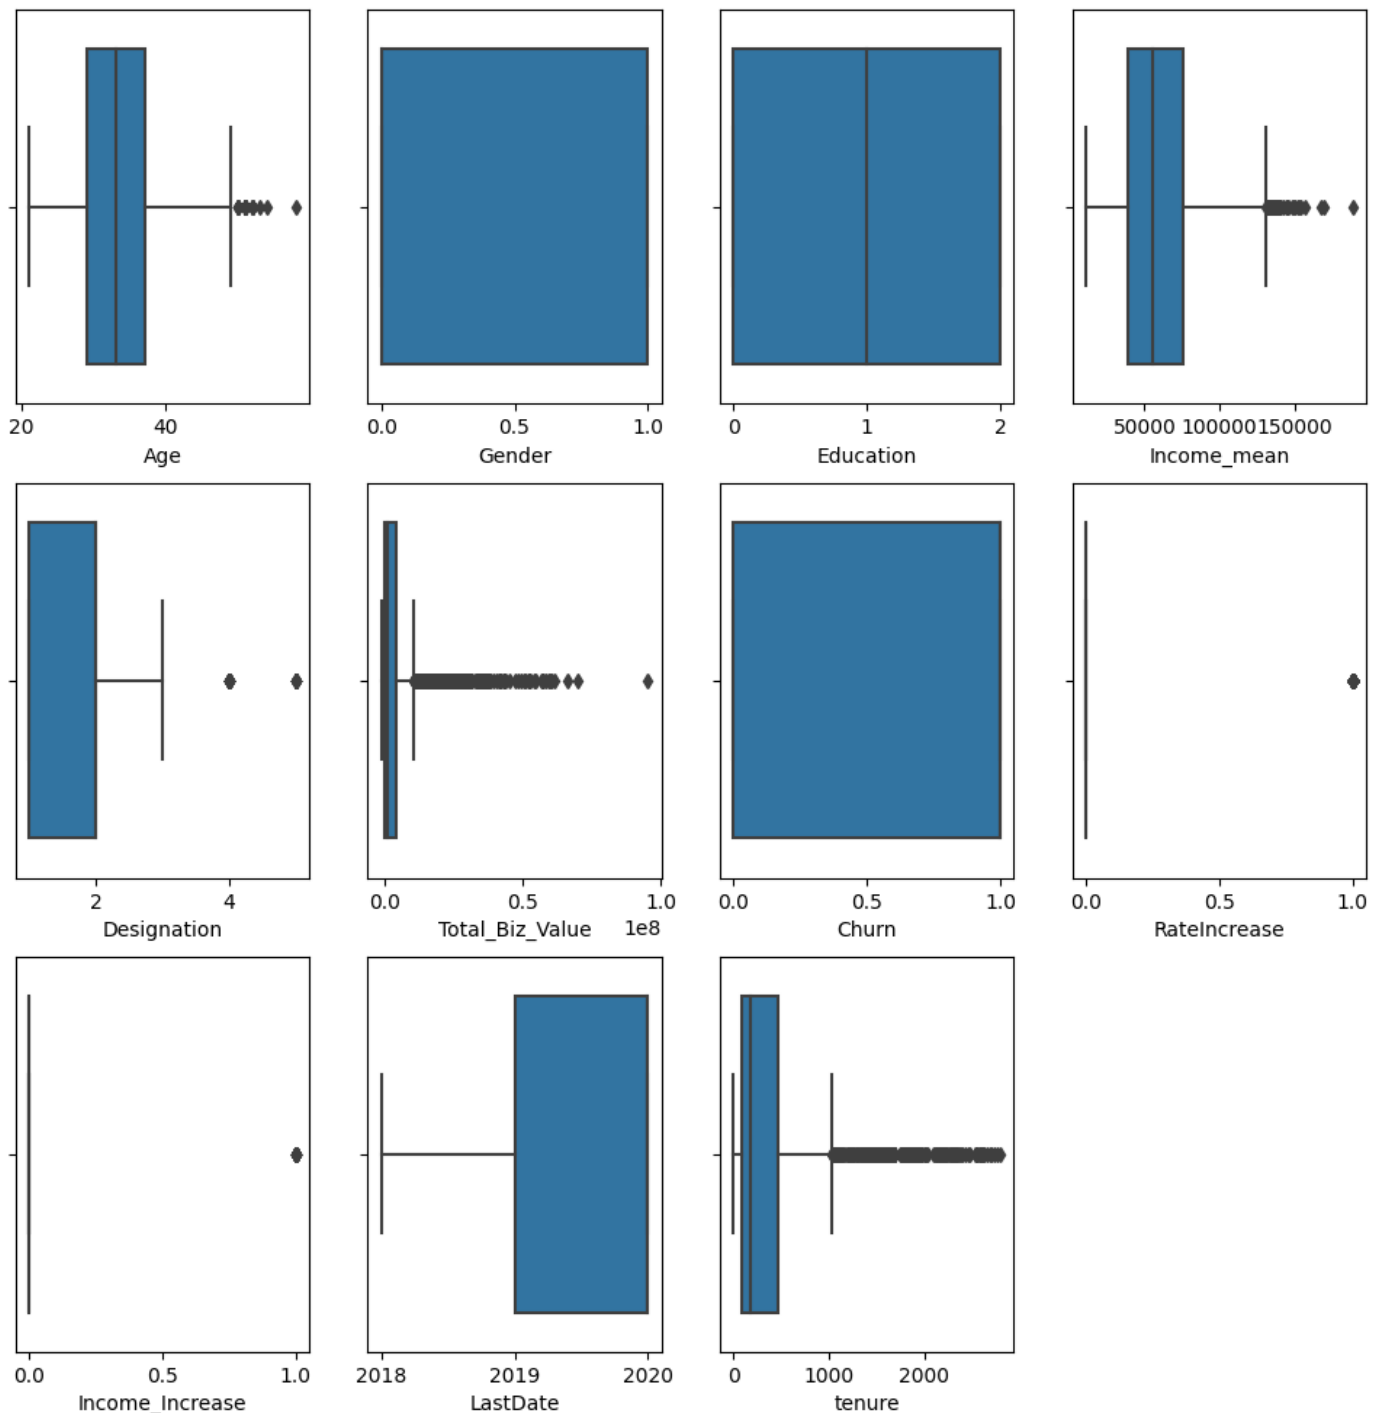 20 40
Age
0.0 0.5 1.0
Gender
0 1 2
Education
50000 100000 150000
Income_mean
2 4
Designation
0.0 0.5 1.0
Total_Biz_Value 1e8
0.0 0.5 1.0
Churn
0.0 0.5 1.0
RateIncrease
0.0 0.5 1.0
Income_Increase
2018 2019 2020
LastDate
0 1000 2000
tenure